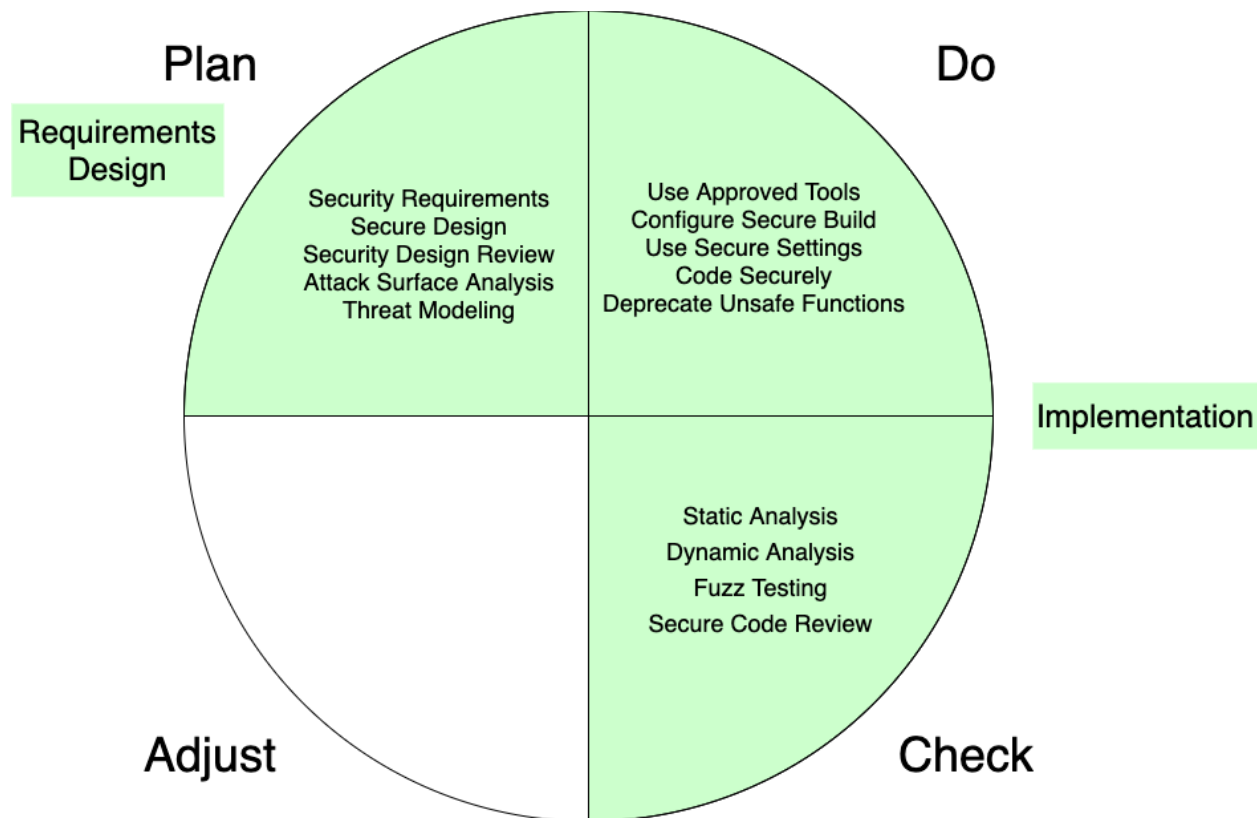 Plan
Do
Requirements
Design
Security Requirements
Secure Design
Security Design Review
Attack Surface Analysis
Threat Modeling
Use Approved Tools
Configure Secure Build
Use Secure Settings
Code Securely
Deprecate Unsafe Functions
Implementation
Static Analysis
Dynamic Analysis
Fuzz Testing
Secure Code Review
Adjust
Check